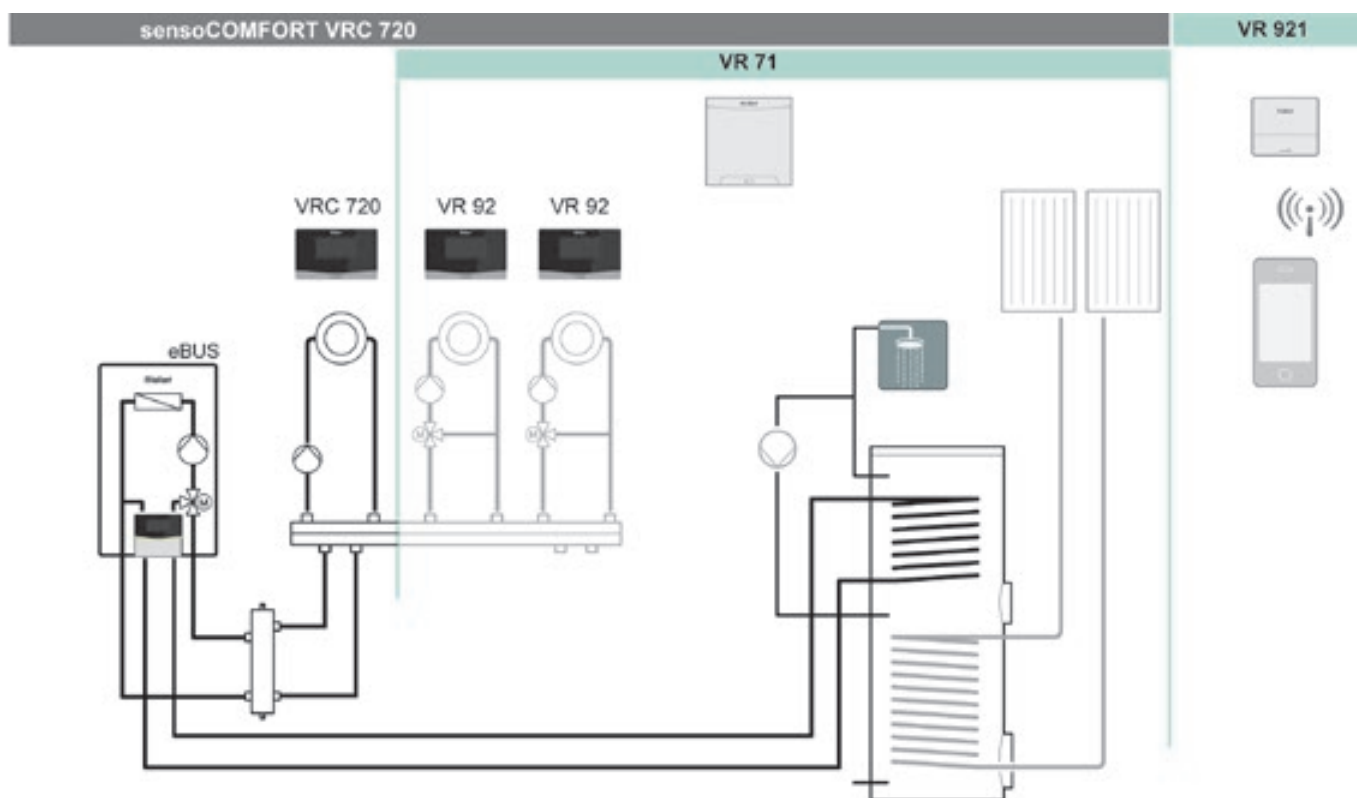 sensoCOMFORT VRC 720
VR 921
VR 71
VRC 720
VR 92
VR 92
eBUS
M
M
M